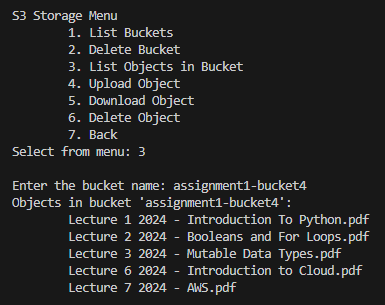 S3 Storage Menu
1. List Buckets
2. Delete Bucket
3. List Objects in Bucket
4. Upload Object
5. Download Object
6. Delete Object
7. Back
Select from menu: 3
Enter the bucket name: assignment1-bucket4
Objects in bucket 'assignment1-bucket4':
Lecture 1 2024 - Introduction To Python.pdf
Lecture 2 2024 - Booleans and For Loops.pdf
Lecture 3 2024 - Mutable Data Types.pdf
Lecture 6 2024 - Introduction to Cloud.pdf
Lecture 7 2024 - AWS.pdf